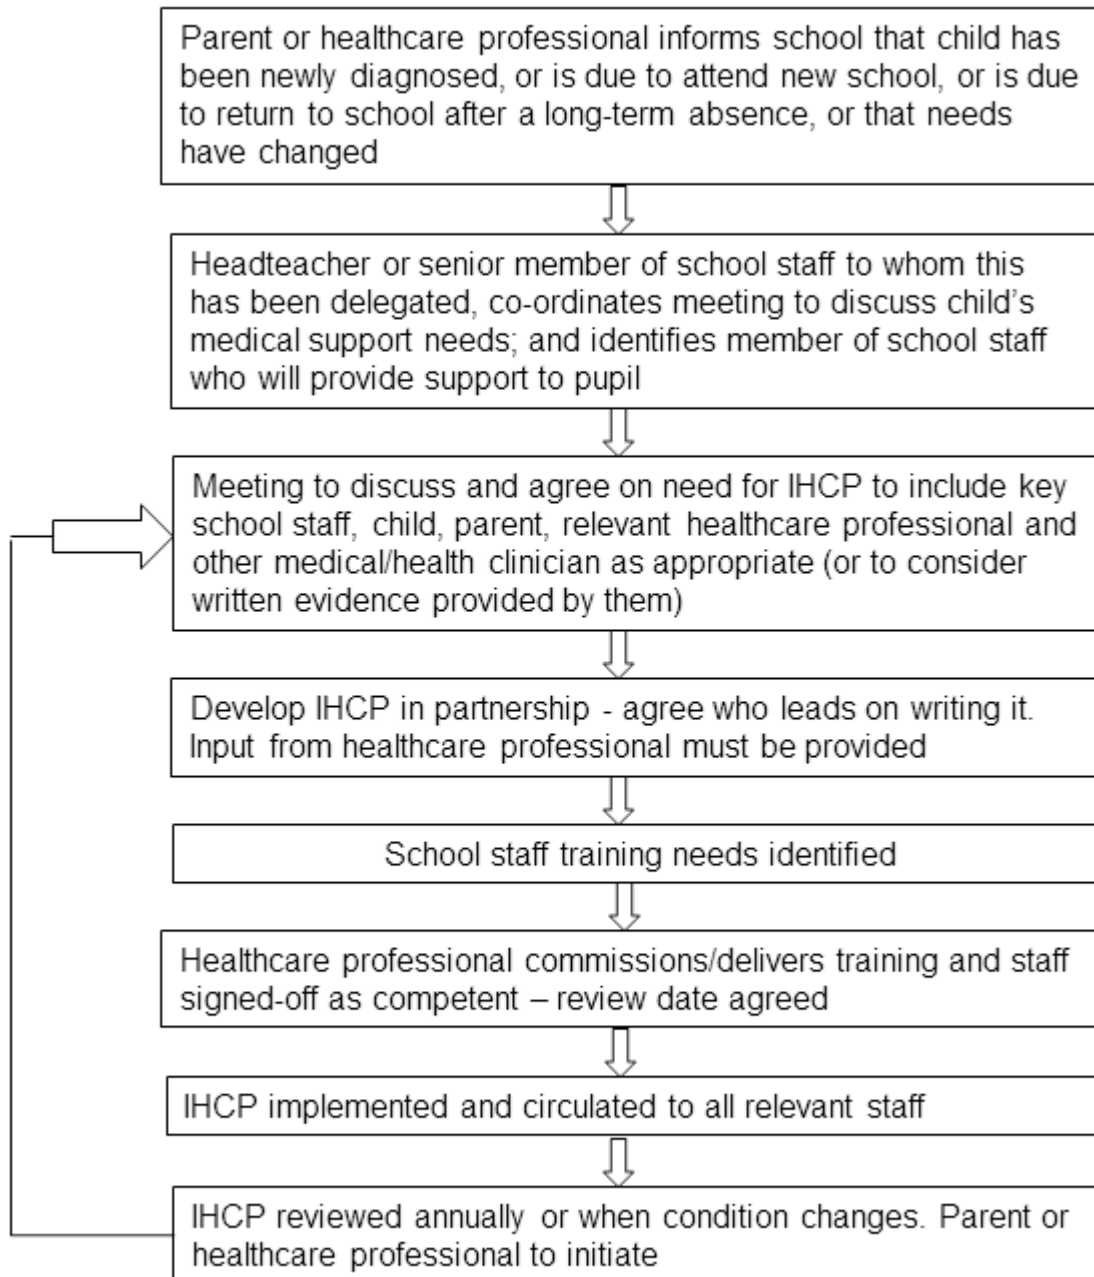 Parent or healthcare professional informs school that child has
been newly diagnosed, or is due to attend new school, or is due
to return to school after a long-term absence, or that needs
have changed
Headteacher or senior member of school staff to whom this
has been delegated, co-ordinates meeting to discuss child's
medical support needs; and identifies member of school staff
who will provide support to pupil
Meeting to discuss and agree on need for IHCP to include key
school staff, child, parent, relevant healthcare professional and
other medical/health clinician as appropriate (or to consider
written evidence provided by them)
Develop IHCP in partnership - agree who leads on writing it.
Input from healthcare professional must be provided
School staff training needs identified
Healthcare professional commissions/delivers training and staff
signed-off as competent – review date agreed
IHCP implemented and circulated to all relevant staff
IHCP reviewed annually or when condition changes. Parent or
healthcare professional to initiate